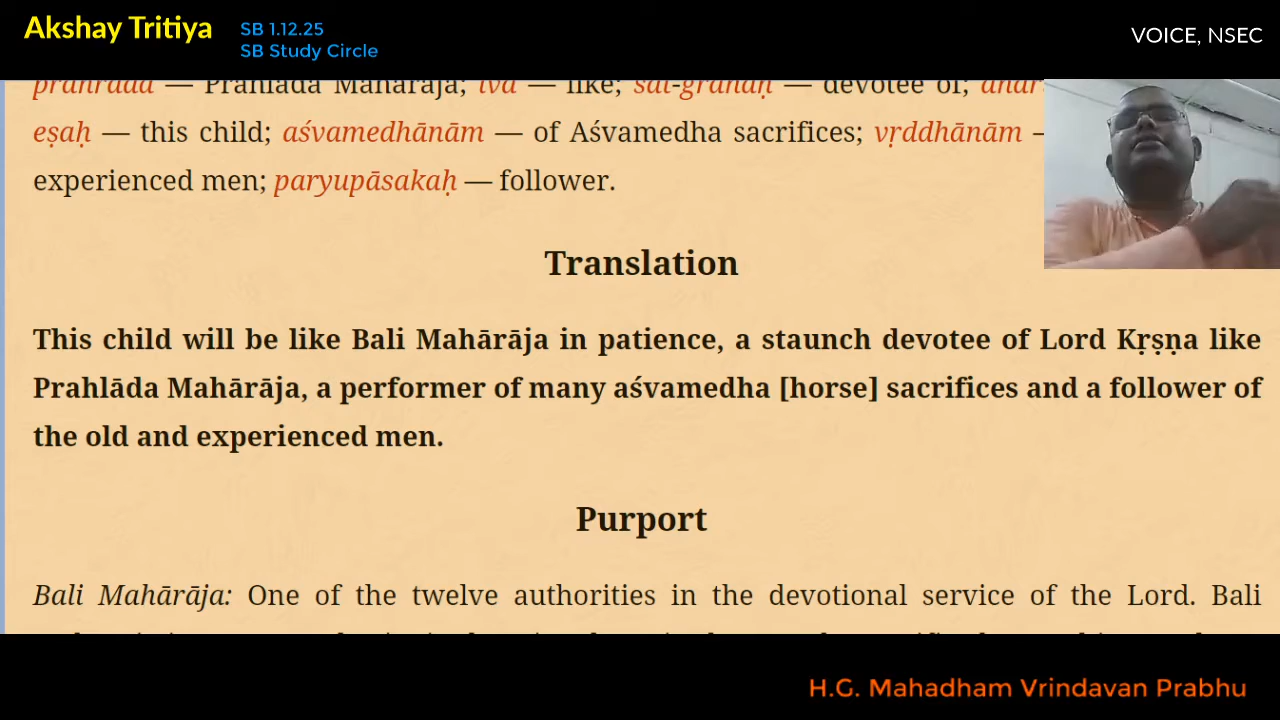 Akshay Tritiya
SB 1.12.25
SB Study Circle
VOICE, NSEC
prahrāda — Prahlāda Mahārāja; iva — like; sat-grahaḥ — devotee of;
eṣaḥ — this child; aśvamedhānām — of Aśvamedha sacrifices; vṛddhānām —
experienced men; paryupāsakaḥ — follower.
Translation
This child will be like Bali Mahārāja in patience, a staunch devotee of Lord Kṛṣṇa like
Prahlāda Mahārāja, a performer of many aśvamedha [horse] sacrifices and a follower of
the old and experienced men.
Purport
Bali Mahārāja: One of the twelve authorities in the devotional service of the Lord. Bali
H.G. Mahadham Vrindavan Prabhu